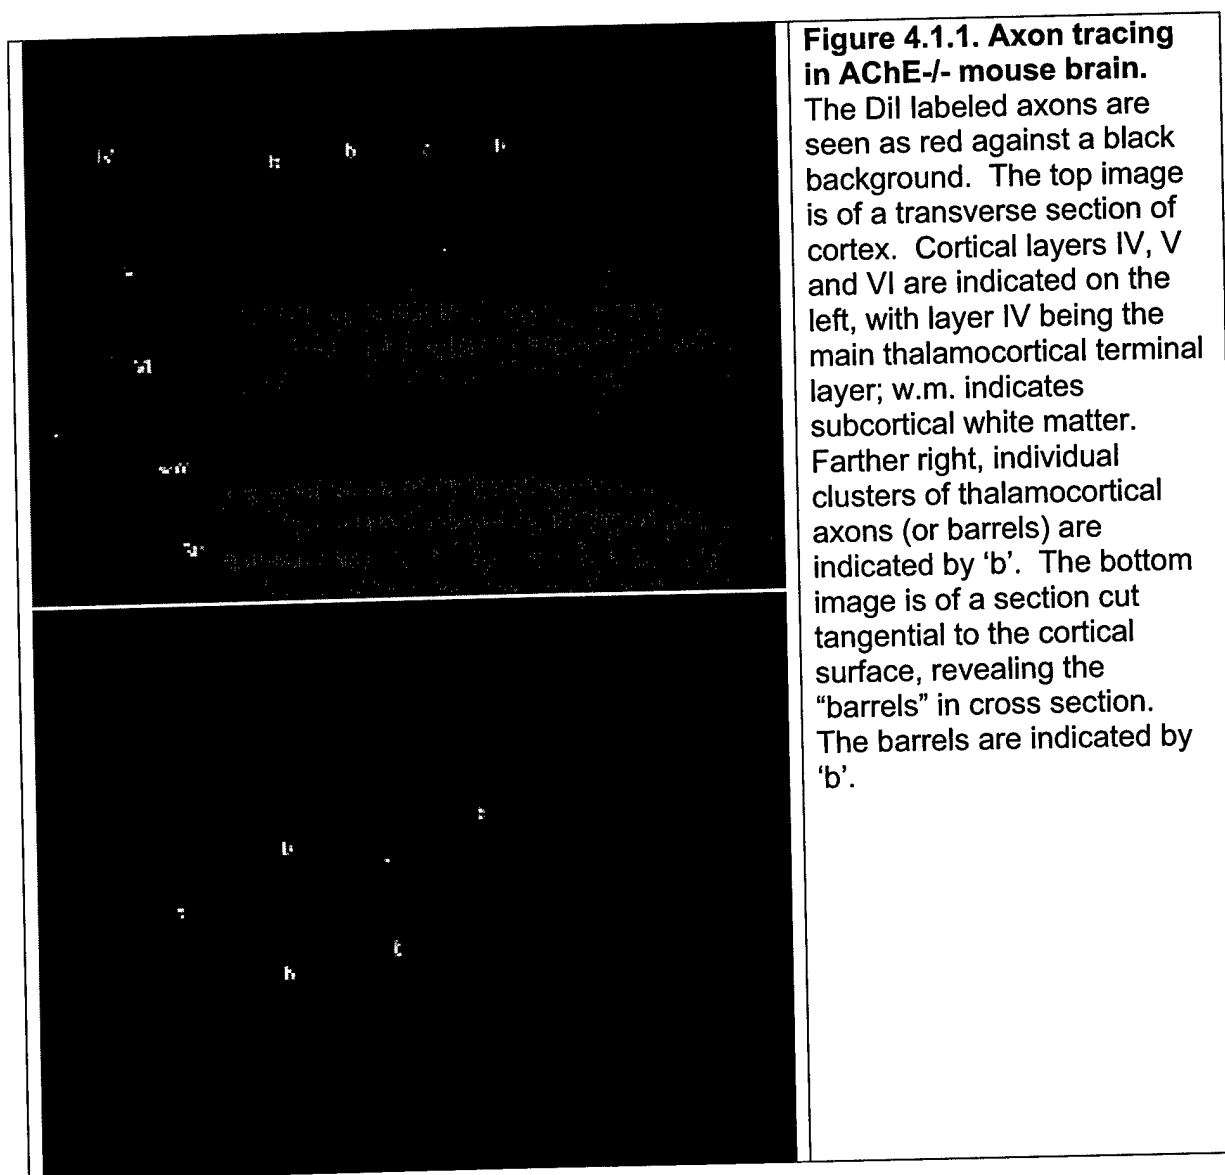 b
b
b
b
h
Figure 4.1.1. Axon tracing
in AChE-/- mouse brain.
The DiI labeled axons are
seen as red against a black
background. The top image
is of a transverse section of
cortex. Cortical layers IV, V
and VI are indicated on the
left, with layer IV being the
main thalamocortical terminal
layer; w.m. indicates
subcortical white matter.
Farther right, individual
clusters of thalamocortical
axons (or barrels) are
indicated by ‘b’. The bottom
image is of a section cut
tangential to the cortical
surface, revealing the
“barrels” in cross section.
The barrels are indicated by
‘b’.